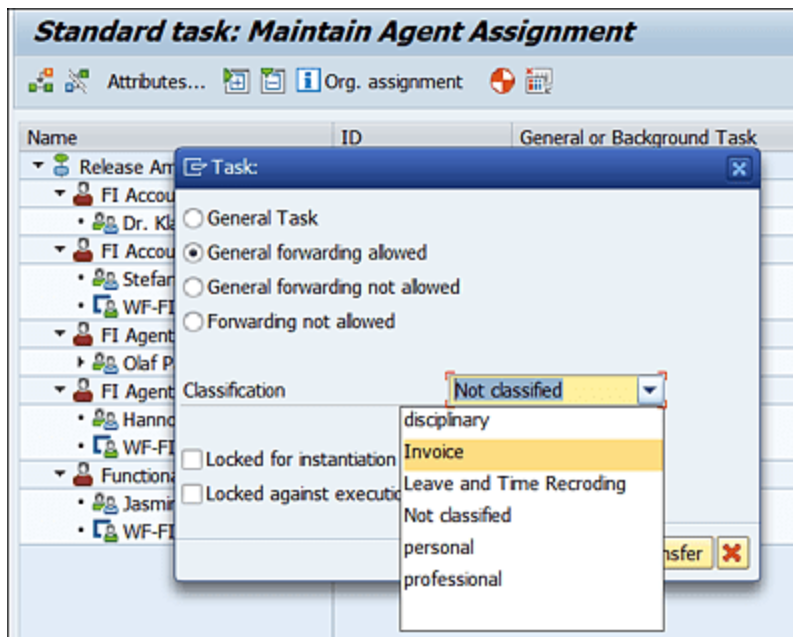 Standard task: Maintain Agent Assignment
Attributes... Org. assignment
Name ID General or Background Task
Release Am
Task:
FI Accou
General Task
Dr. Kla
FI Accou
General forwarding allowed
Stefan
General forwarding not allowed
WF-FI
Forwarding not allowed
FI Agent
Olaf P
FI Agent
Classification Not classified
Hanno
disciplinary
WF-FI
Locked for instantiation
Invoice
Functiona
Leave and Time Recroding
Jasmin
Locked against executio
Not classified
WF-FI
personal
nsfer
professional